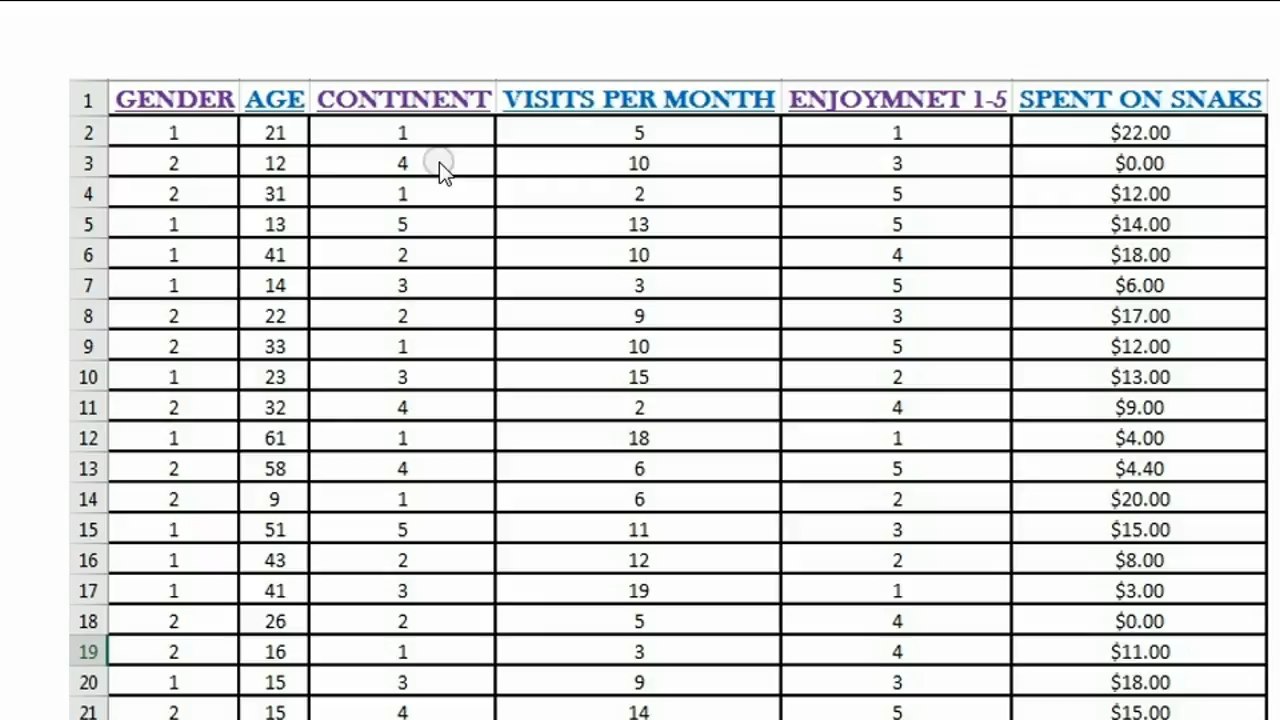 1 GENDER AGE CONTINENT VISITS PER MONTH ENJOYMNET 1-5 SPENT ON SNAKS
2 1 21 1 5 1 $22.00
3 2 12 4 10 3 $0.00
4 2 31 1 2 5 $12.00
5 1 13 5 13 5 $14.00
6 1 41 2 10 4 $18.00
7 1 14 3 3 5 $6.00
8 2 22 2 9 3 $17.00
9 2 33 1 10 5 $12.00
10 1 23 3 15 2 $13.00
11 2 32 4 2 4 $9.00
12 1 61 1 18 1 $4.00
13 2 58 4 6 5 $4.40
14 2 9 1 6 2 $20.00
15 1 51 5 11 3 $15.00
16 1 43 2 12 2 $8.00
17 1 41 3 19 1 $3.00
18 2 26 2 5 4 $0.00
19 2 16 1 3 4 $11.00
20 1 15 3 9 3 $18.00
21 2 15 4 14 5 $15.00